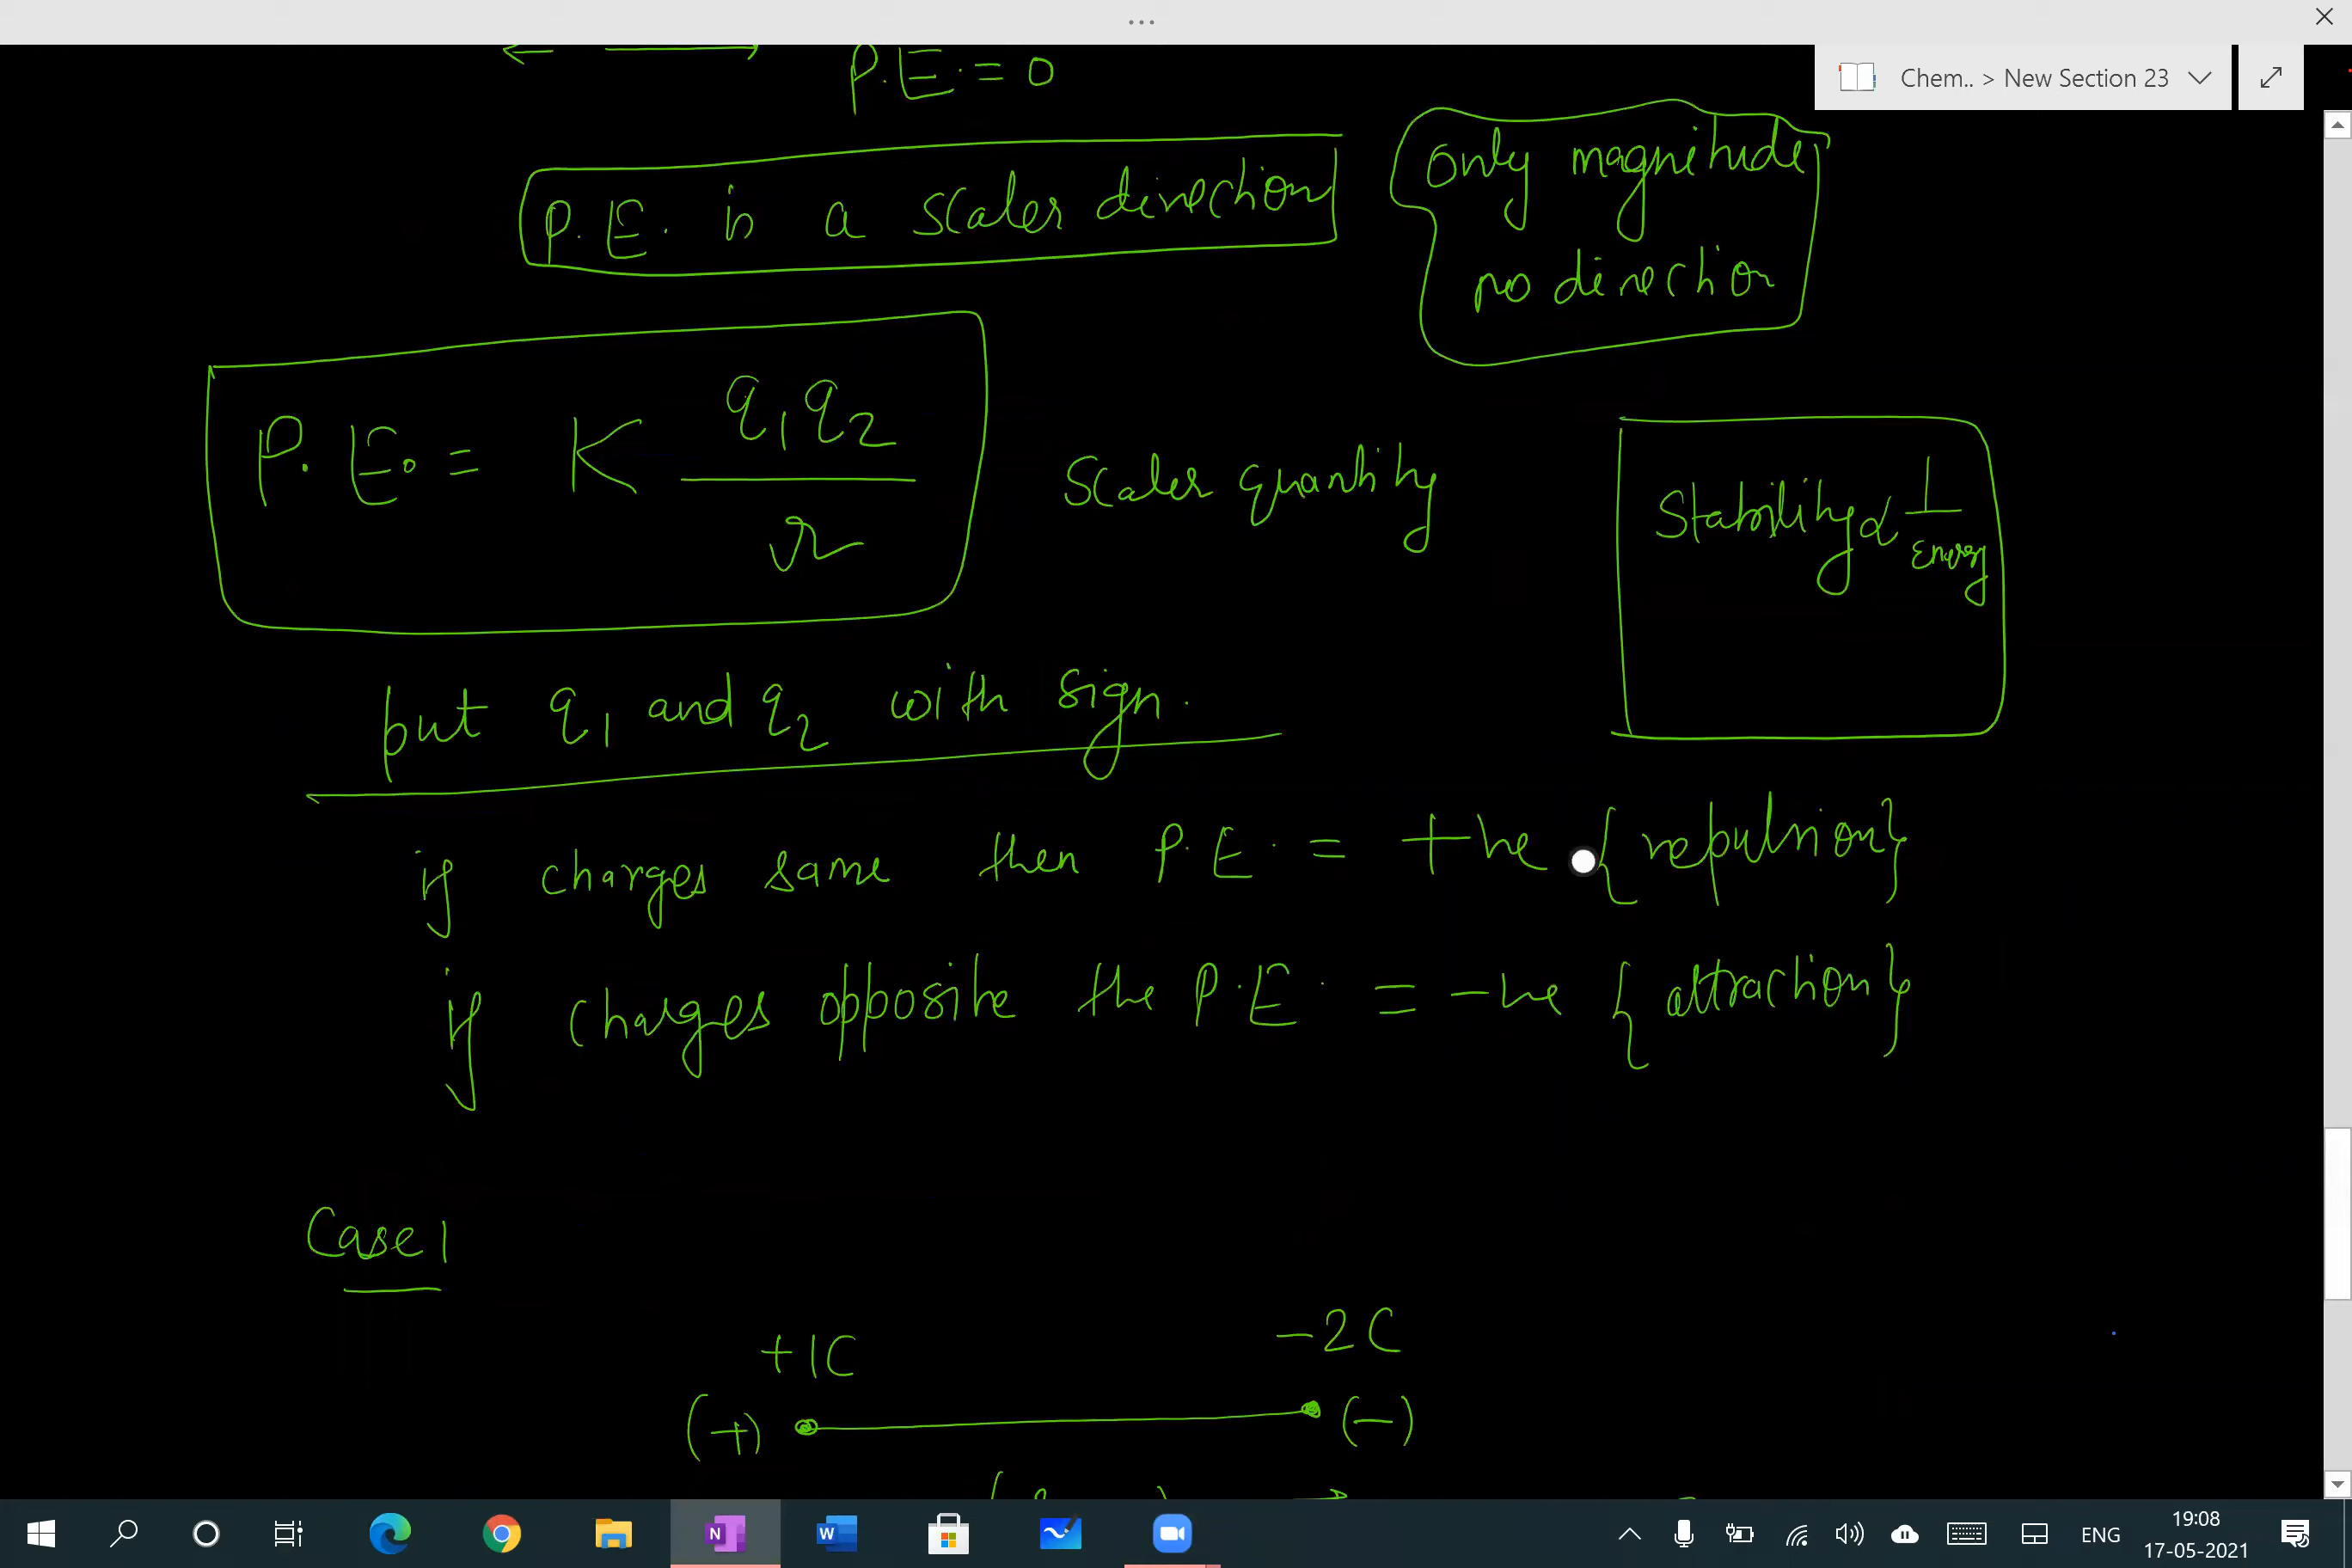 ...
Chem.. > New Section 23
P.E. = 0
P.E. is a scaler direction
Only magnitude
no direction
P.E. = K q1q2 / r
Scaler quantity
Stability ∝ 1 / Energy
put q1 and q2 with sign.
if charges same then P.E. = +ve {repulsion}
if charges opposite the P.E. = -ve {attraction}
Case 1
+1C
-2C
(+)
(-)
ENG
19:08
17-05-2021